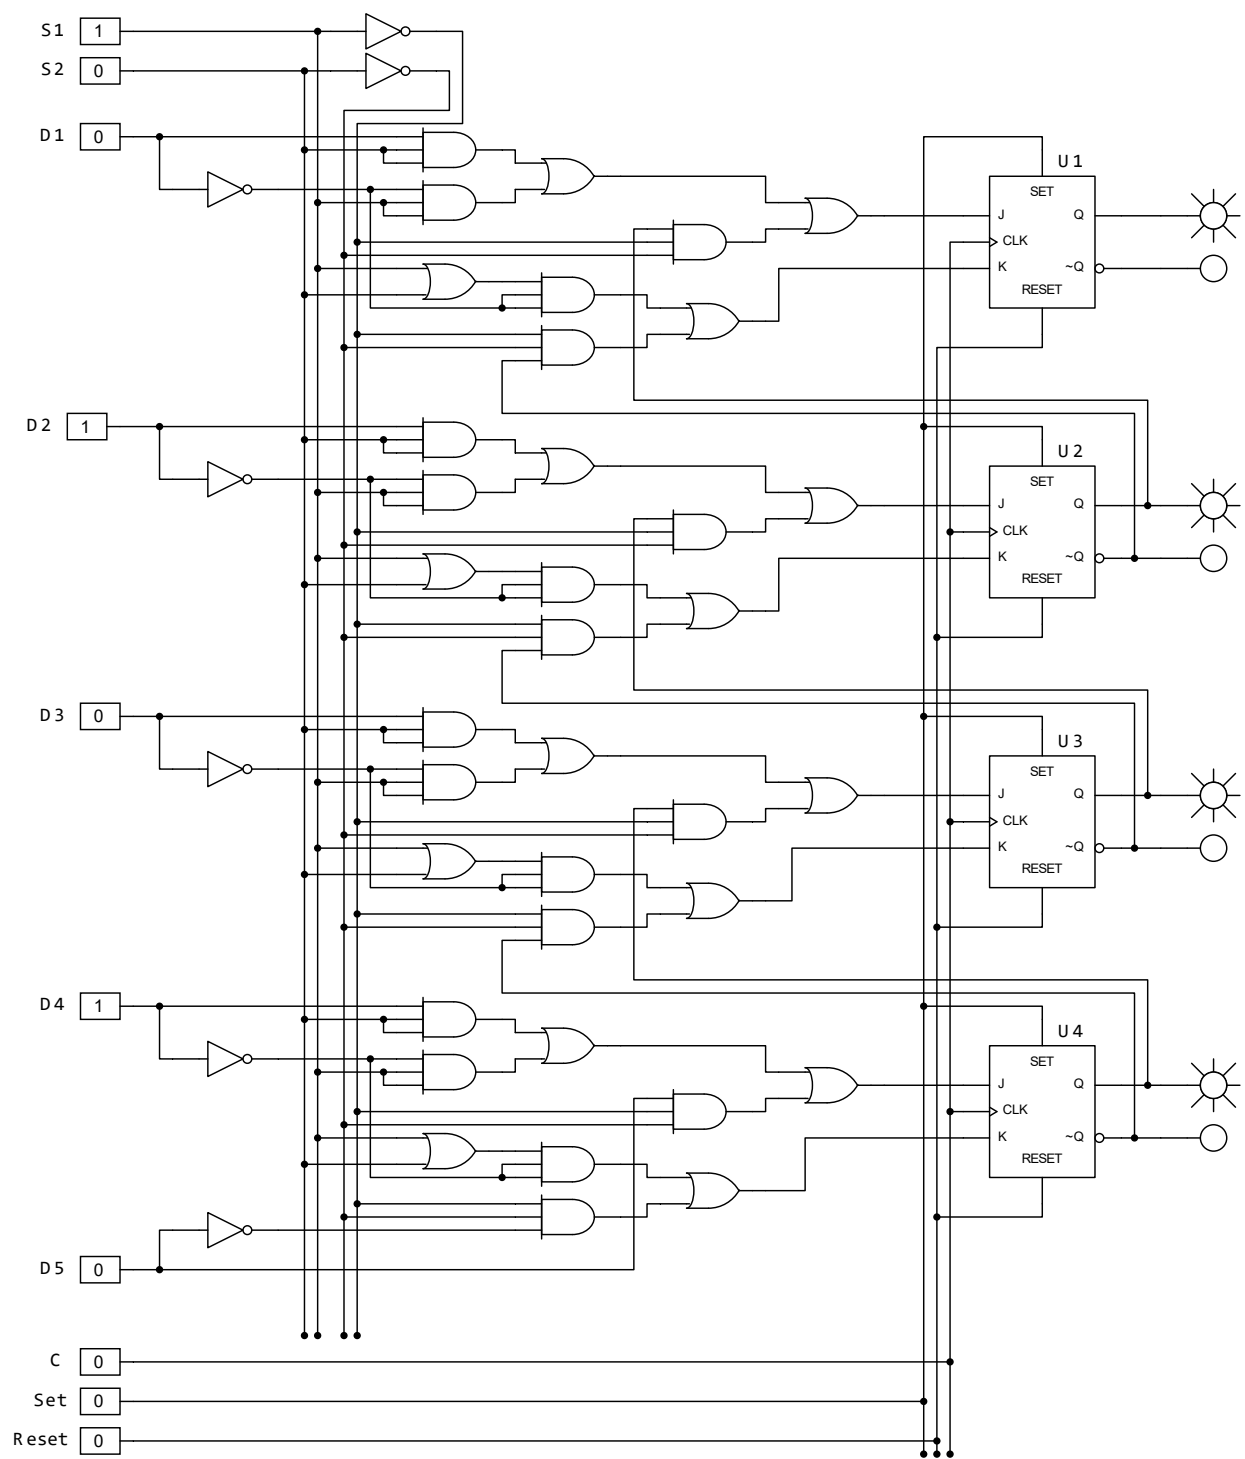 S1 1
S2 0
D1 0
U1
SET
J Q
CLK
K ~Q
RESET
D2 1
U2
SET
J Q
CLK
K ~Q
RESET
D3 0
U3
SET
J Q
CLK
K ~Q
RESET
D4 1
U4
SET
J Q
CLK
K ~Q
RESET
D5 0
C 0
Set 0
Reset 0